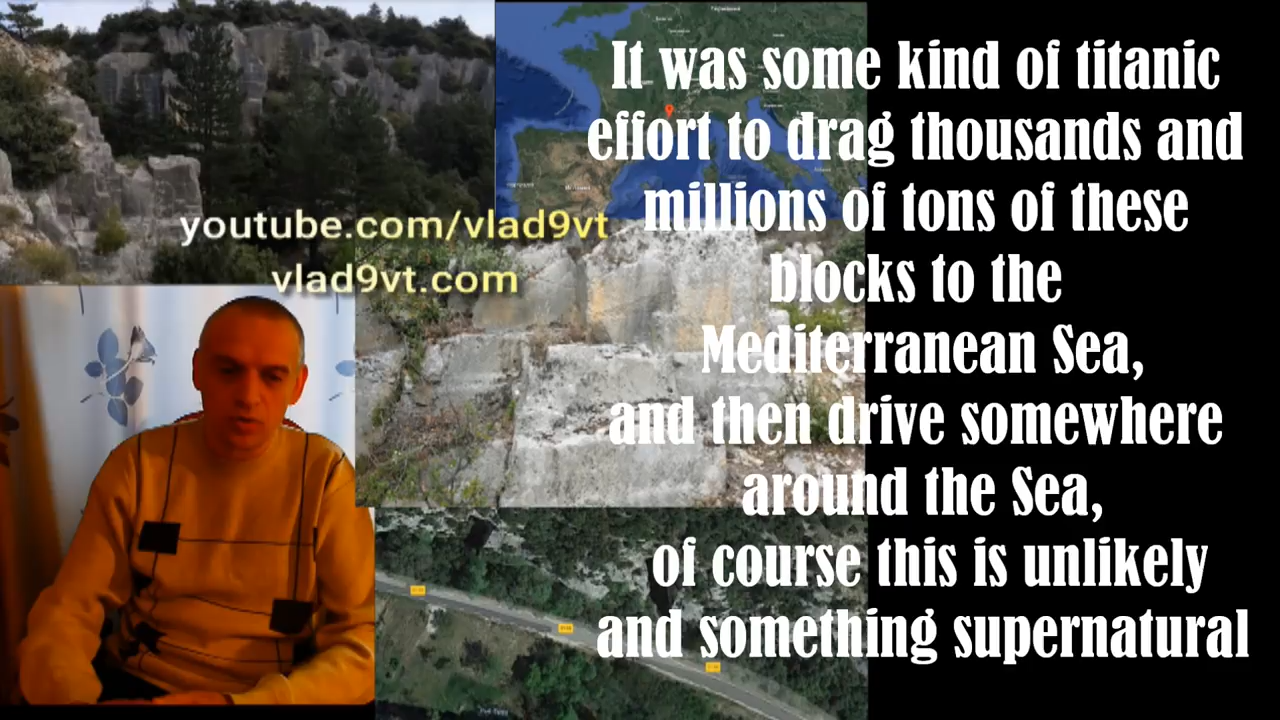 It was some kind of titanic
effort to drag thousands and
millions of tons of these
blocks to the
Mediterranean Sea,
and then drive somewhere
around the Sea,
of course this is unlikely
and something supernatural
youtube.com/vlad9vt
vlad9vt.com